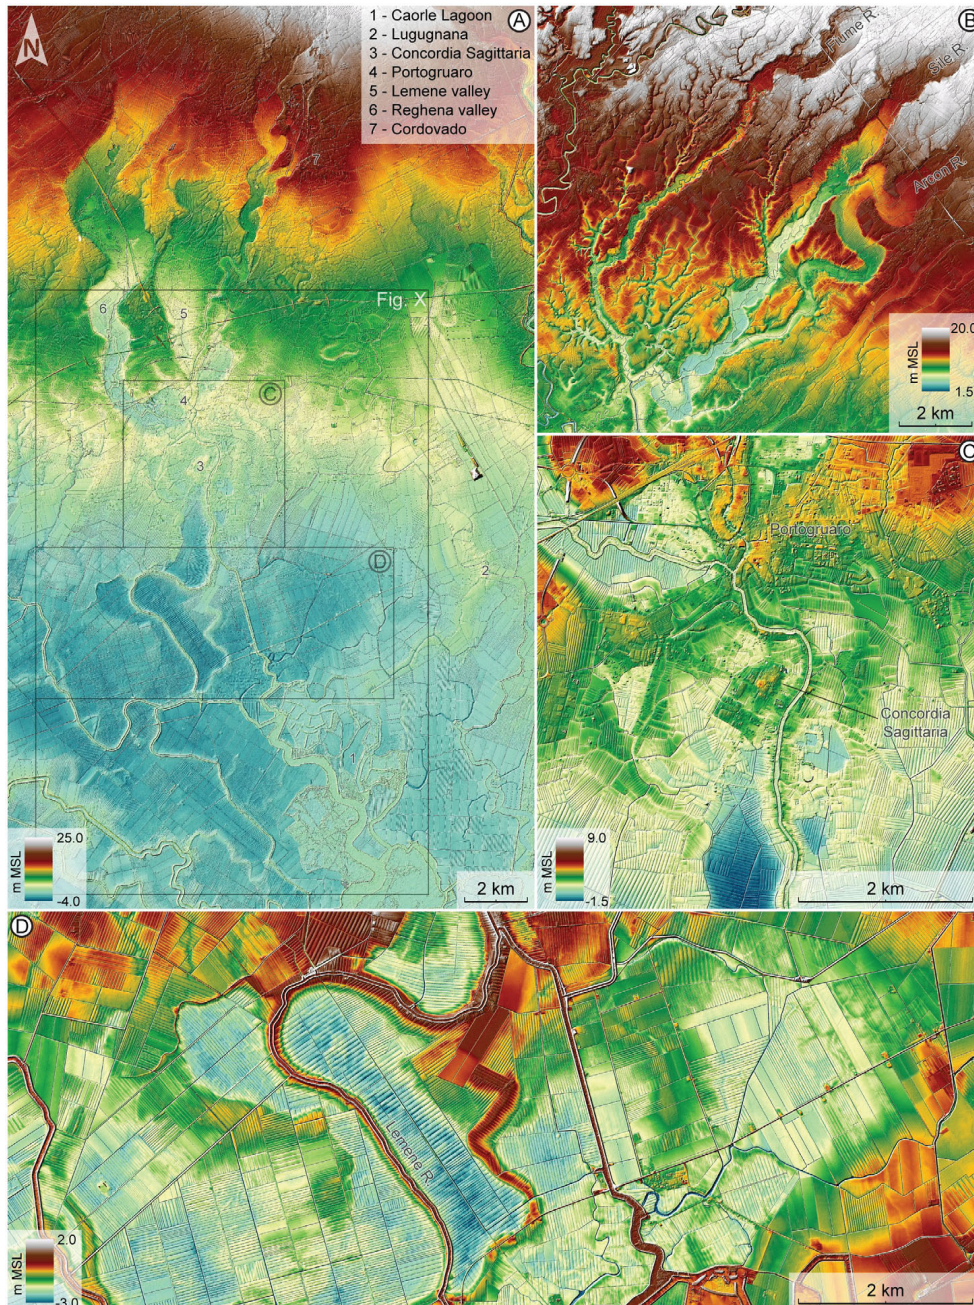 N
A
1 - Caorle Lagoon
2 - Lugugnana
3 - Concordia Sagittaria
4 - Portogruaro
5 - Lemene valley
6 - Reghena valley
7 - Cordovado
7
6
5
Fig. X
4
C
3
D
2
1
25.0
m MSL
-4.0
2 km
B
Fiume R.
Sile R.
Arcon R.
20.0
m MSL
1.5
2 km
C
Portogruaro
Concordia
Sagittaria
9.0
m MSL
-1.5
2 km
D
Lemene R.
2.0
m MSL
-3.0
2 km